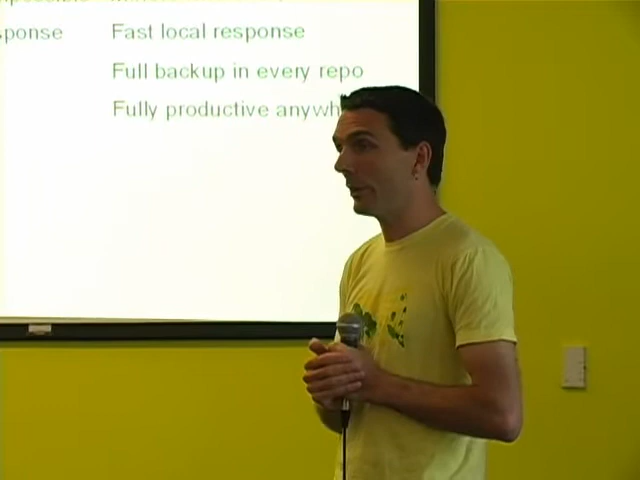 sponse Fast local response
Full backup in every repo
Fully productive anywh